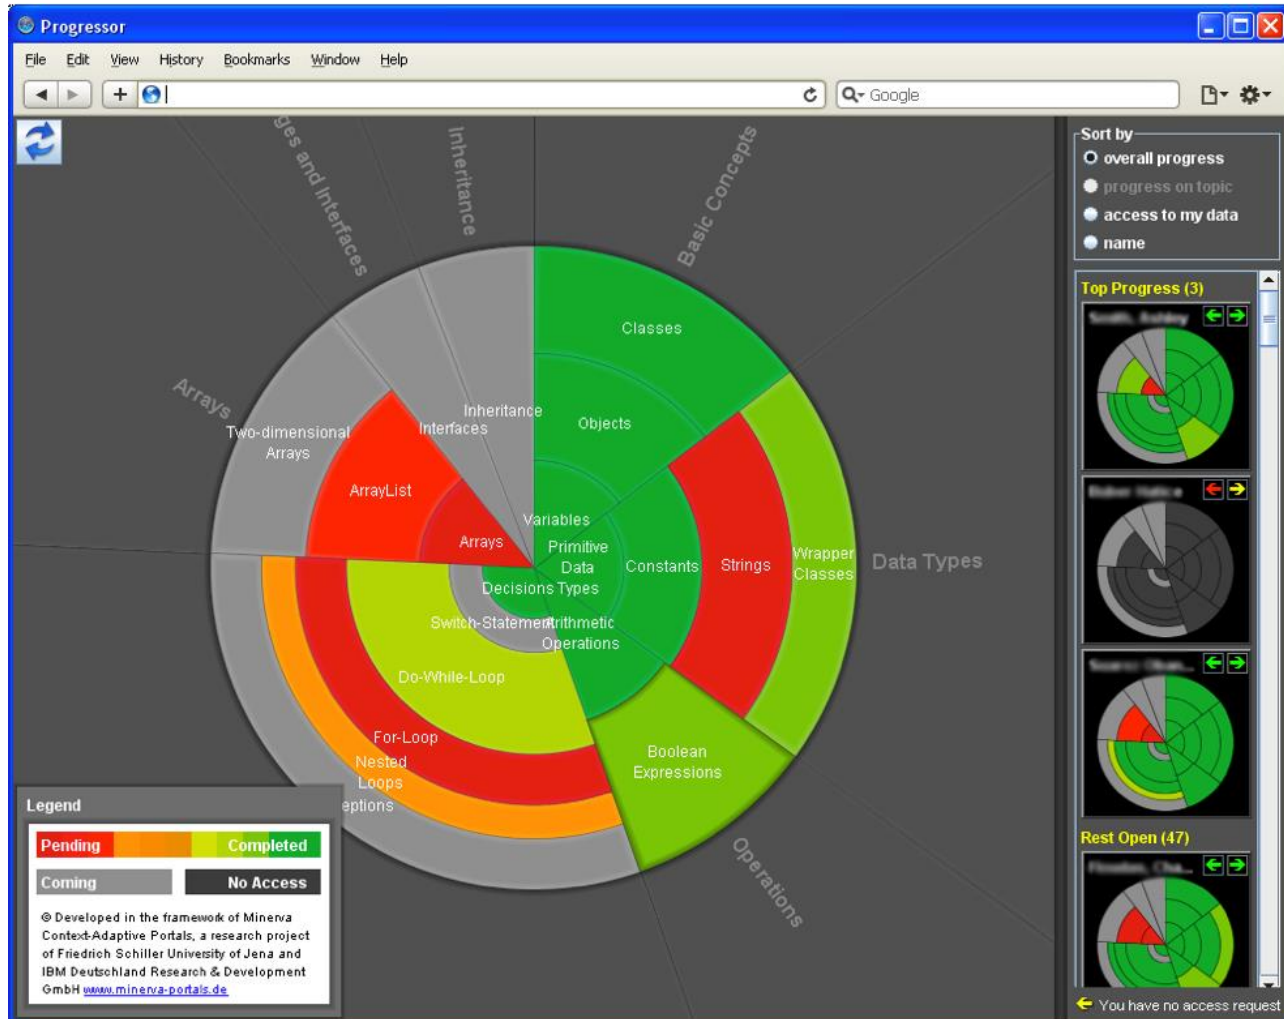 Progressor
File Edit View History Bookmarks Window Help
Google
Sort by
overall progress
progress on topic
access to my data
name
Top Progress (3)
Rest Open (47)
You have no access request
ges and Interfaces
Inheritance
Basic Concepts
Arrays
Data Types
Operations
Classes
Objects
Variables
Inheritance
Interfaces
Two-dimensional
Arrays
ArrayList
Arrays
Primitive
Data
Types
Constants
Strings
Wrapper
Classes
Decisions
Switch-Statement
Arithmetic
Operations
Do-While-Loop
For-Loop
Nested
Loops
eptions
Boolean
Expressions
Legend
Pending Completed
Coming No Access
© Developed in the framework of Minerva
Context-Adaptive Portals, a research project
of Friedrich Schiller University of Jena and
IBM Deutschland Research & Development
GmbH www.minerva-portals.de